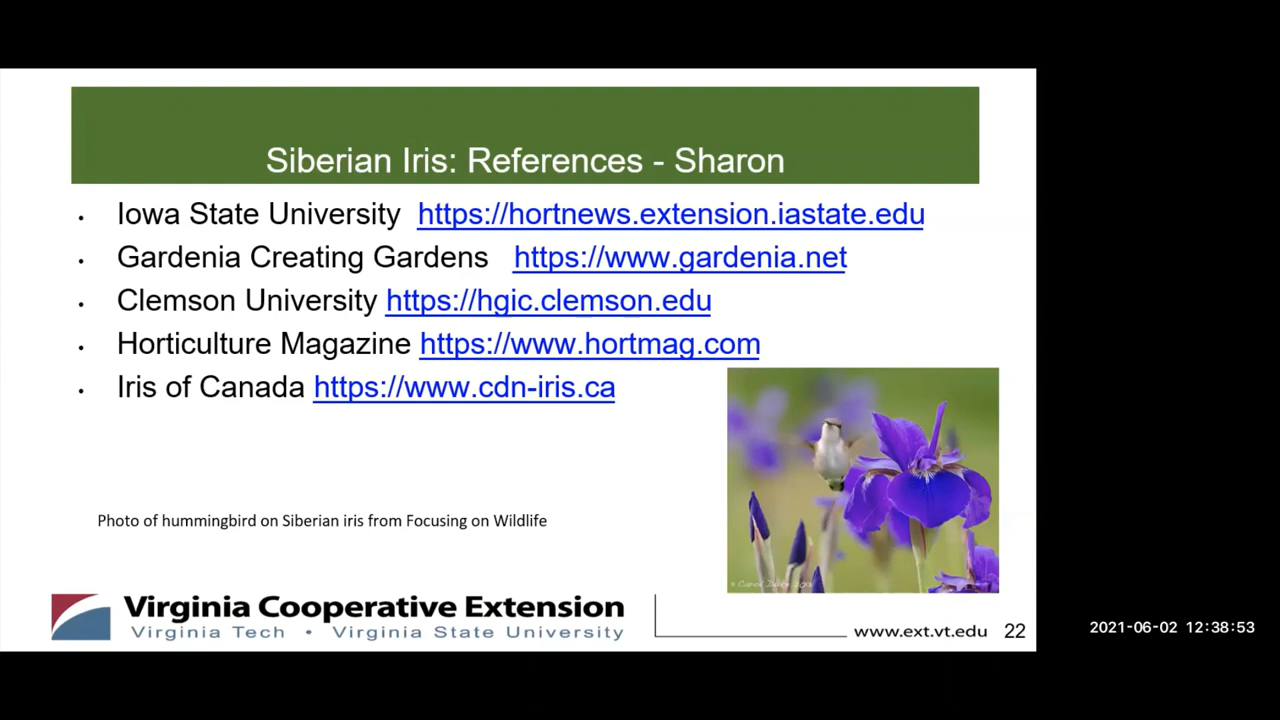 Siberian Iris: References - Sharon
• Iowa State University https://hortnews.extension.iastate.edu
• Gardenia Creating Gardens https://www.gardenia.net
• Clemson University https://hgic.clemson.edu
• Horticulture Magazine https://www.hortmag.com
• Iris of Canada https://www.cdn-iris.ca
Photo of hummingbird on Siberian iris from Focusing on Wildlife
Virginia Cooperative Extension
Virginia Tech • Virginia State University
www.ext.vt.edu 22
2021-06-02 12:38:53